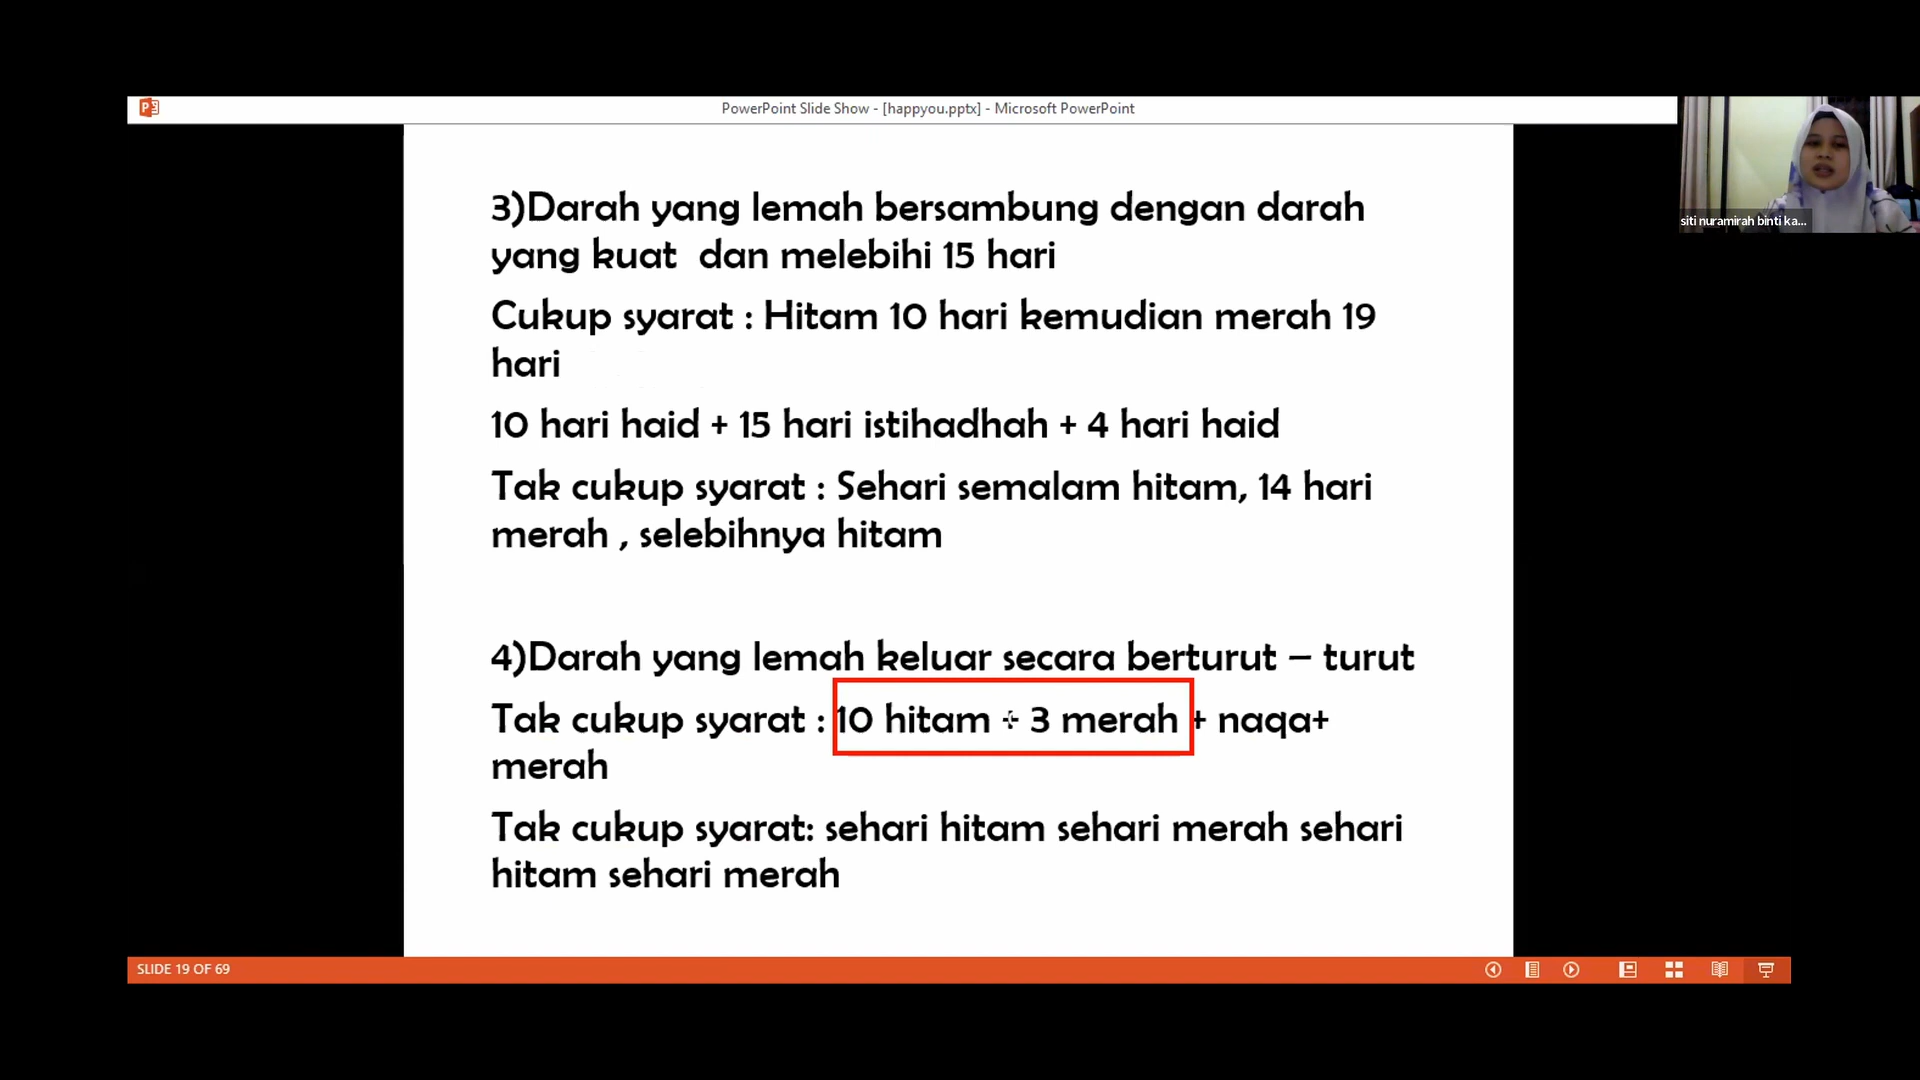 PowerPoint Slide Show - [happyou.pptx] - Microsoft PowerPoint
siti nuramirah binti ka...
3)Darah yang lemah bersambung dengan darah
yang kuat dan melebihi 15 hari
Cukup syarat : Hitam 10 hari kemudian merah 19
hari
10 hari haid + 15 hari istihadhah + 4 hari haid
Tak cukup syarat : Sehari semalam hitam, 14 hari
merah , selebihnya hitam
4)Darah yang lemah keluar secara berturut – turut
Tak cukup syarat : 10 hitam + 3 merah + naqa+
merah
Tak cukup syarat: sehari hitam sehari merah sehari
hitam sehari merah
SLIDE 19 OF 69